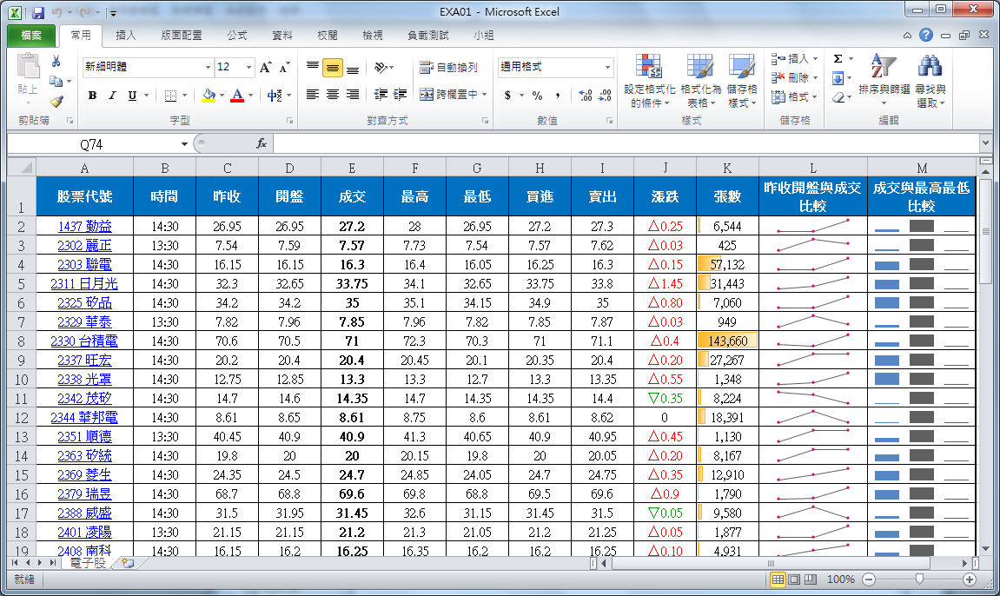 EXA01 - Microsoft Excel
檔案 常用 插入 版面配置 公式 資料 校閱 檢視 負載測試 小組
貼上
剪貼簿
新細明體 12
B I U
字型
自動換列
跨欄置中
對齊方式
通用格式
$ % ,
數值
設定格式化的條件
格式化為表格
儲存格樣式
樣式
插入
刪除
格式
儲存格
排序與篩選
尋找與選取
編輯
Q74 fx
A B C D E F G H I J K L M
1 股票代號 時間 昨收 開盤 成交 最高 最低 買進 賣出 漲跌 張數 昨收開盤與成交比較 成交與最高最低比較
2 1437 勤益 14:30 26.95 26.95 27.2 28 26.95 27.2 27.3 △0.25 6,544
3 2302 麗正 13:30 7.54 7.59 7.57 7.73 7.54 7.57 7.62 △0.03 425
4 2303 聯電 14:30 16.15 16.15 16.3 16.4 16.05 16.25 16.3 △0.15 57,132
5 2311 日月光 14:30 32.3 32.65 33.75 34.1 32.65 33.75 33.8 △1.45 31,443
6 2325 矽品 14:30 34.2 34.2 35 35.1 34.15 34.9 35 △0.80 7,060
7 2329 華泰 13:30 7.82 7.96 7.85 7.96 7.82 7.85 7.87 △0.03 949
8 2330 台積電 14:30 70.6 70.5 71 72.3 70.3 71 71.1 △0.4 143,660
9 2337 旺宏 14:30 20.2 20.4 20.4 20.45 20.1 20.35 20.4 △0.20 27,267
10 2338 光罩 14:30 12.75 12.85 13.3 13.3 12.7 13.3 13.35 △0.55 1,348
11 2342 茂矽 14:30 14.7 14.6 14.35 14.7 14.35 14.35 14.4 ▽0.35 8,224
12 2344 華邦電 14:30 8.61 8.65 8.61 8.75 8.6 8.61 8.62 0 18,391
13 2351 順德 13:30 40.45 40.9 40.9 41.3 40.65 40.9 40.95 △0.45 1,130
14 2363 矽統 14:30 19.8 20 20 20.15 19.8 20 20.05 △0.20 8,167
15 2369 菱生 14:30 24.35 24.5 24.7 24.85 24.05 24.7 24.75 △0.35 12,910
16 2379 瑞昱 14:30 68.7 68.8 69.6 69.8 68.8 69.5 69.6 △0.9 1,790
17 2388 威盛 14:30 31.5 31.95 31.45 32.6 31.15 31.45 31.5 ▽0.05 9,580
18 2401 凌陽 13:30 21.15 21.15 21.2 21.3 21.05 21.2 21.25 △0.05 1,877
19 2408 南科 14:30 16.15 16.2 16.25 16.35 16.2 16.2 16.25 △0.10 4,931
電子股
就緒 100%